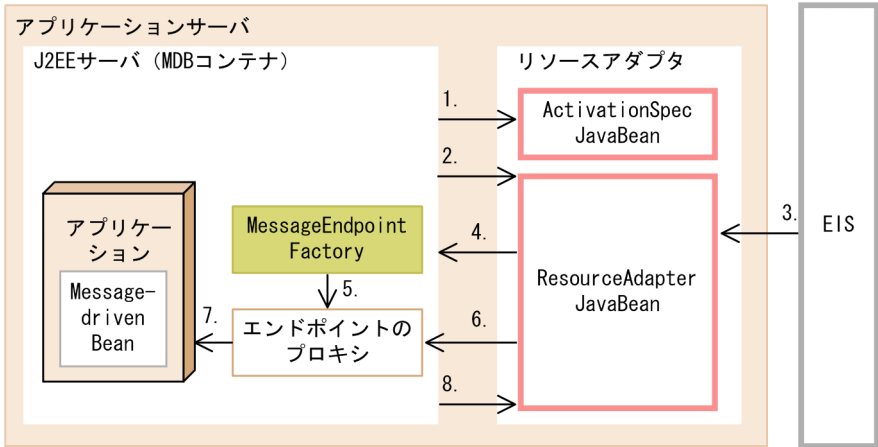 アプリケーションサーバ
J2EEサーバ（MDBコンテナ）
リソースアダプタ
1.
ActivationSpec
JavaBean
2.
アプリケー
ション
Message-
driven
Bean
MessageEndpoint
Factory
4.
3.
EIS
ResourceAdapter
JavaBean
5.
7.
エンドポイントの
プロキシ
6.
8.